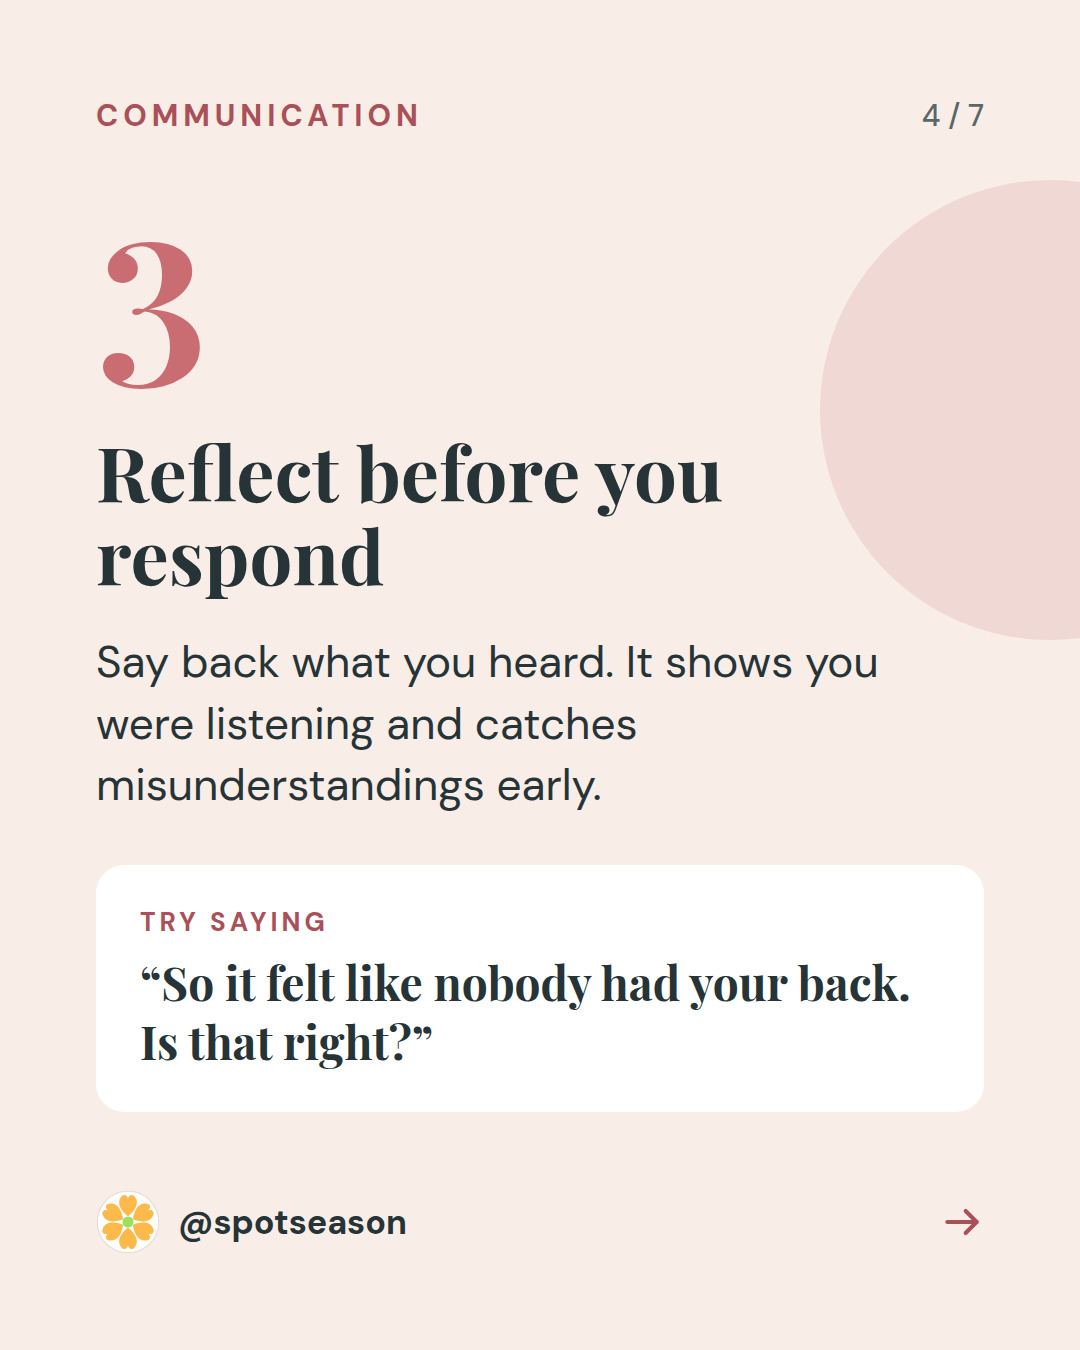 COMMUNICATION
4 / 7
3
Reflect before you
respond
Say back what you heard. It shows you
were listening and catches
misunderstandings early.
TRY SAYING
“So it felt like nobody had your back.
Is that right?”
@spotseason